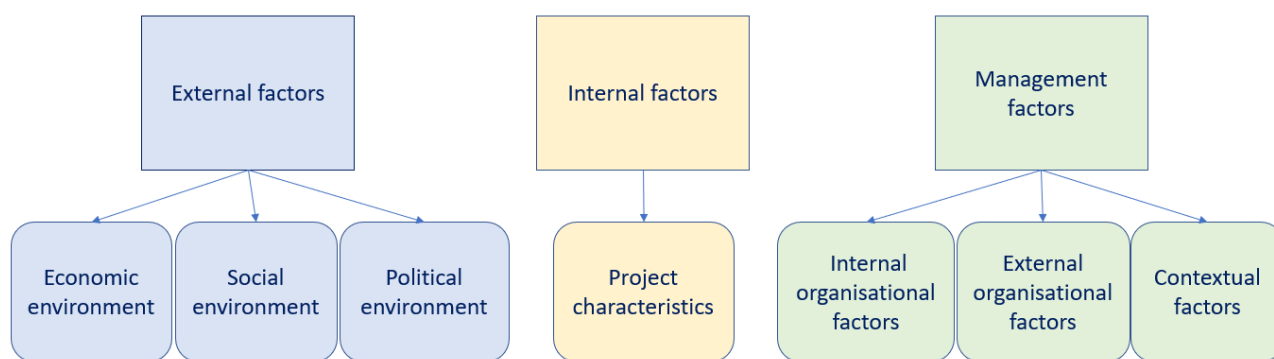 External factors
Internal factors
Management
factors
Economic
environment
Social
environment
Political
environment
Project
characteristics
Internal
organisational
factors
External
organisational
factors
Contextual
factors